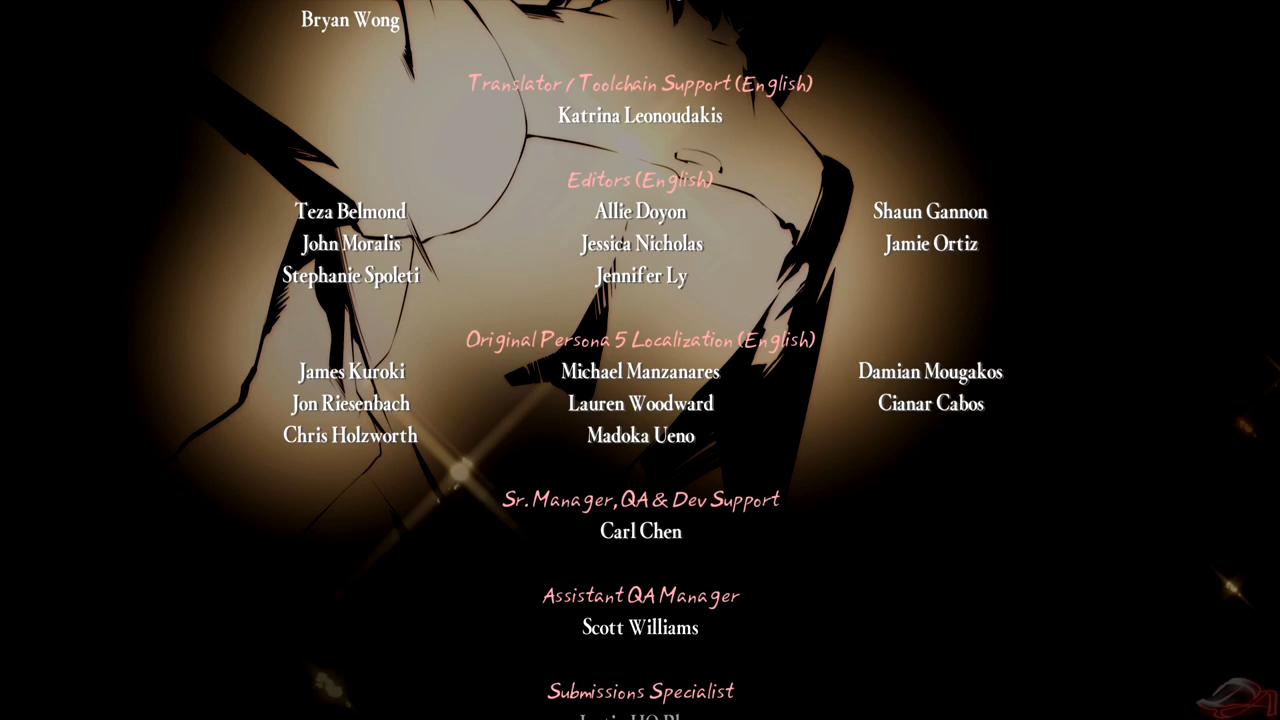 Bryan Wong
Translator / Toolchain Support (English)
Katrina Leonoudakis
Editors (English)
Teza Belmond Allie Doyon Shaun Gannon
John Moralis Jessica Nicholas Jamie Ortiz
Stephanie Spoleti Jennifer Ly
Original Persona 5 Localization (English)
James Kuroki Michael Manzanares Damian Mougakos
Jon Riesenbach Lauren Woodward Cianar Cabos
Chris Holzworth Madoka Ueno
Sr. Manager, QA & Dev Support
Carl Chen
Assistant QA Manager
Scott Williams
Submissions Specialist